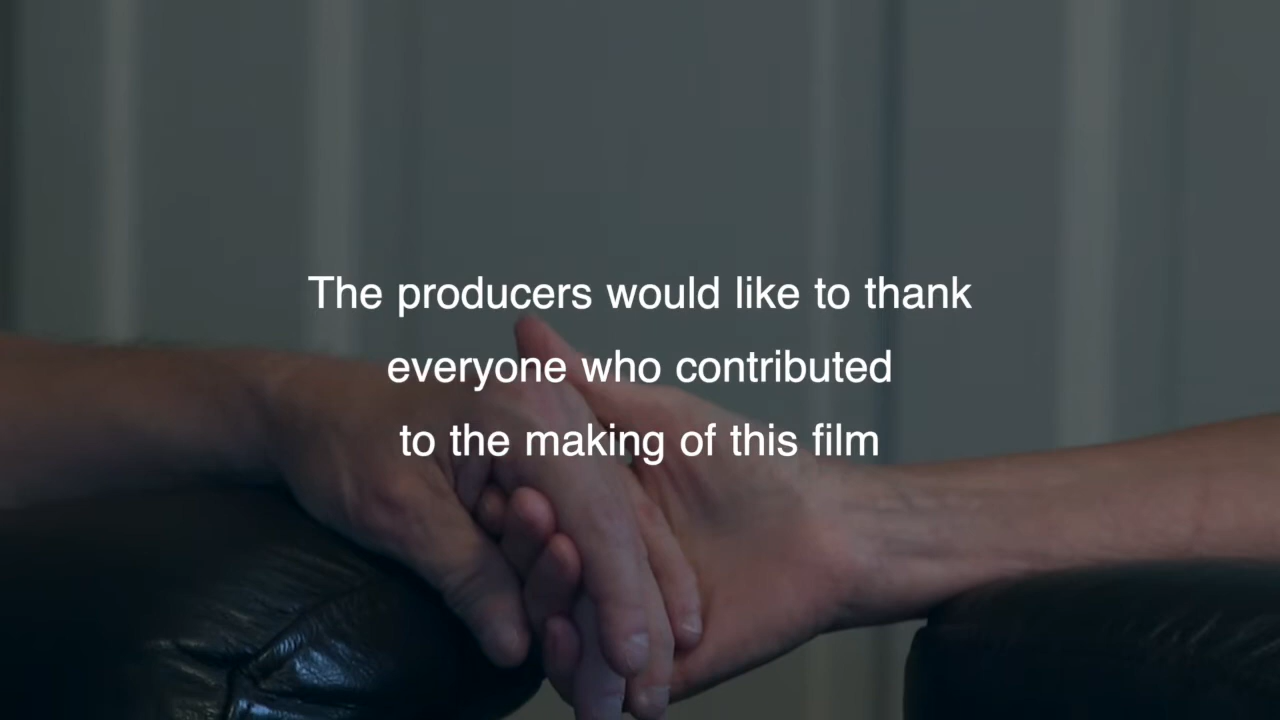 The producers would like to thank
everyone who contributed
to the making of this film